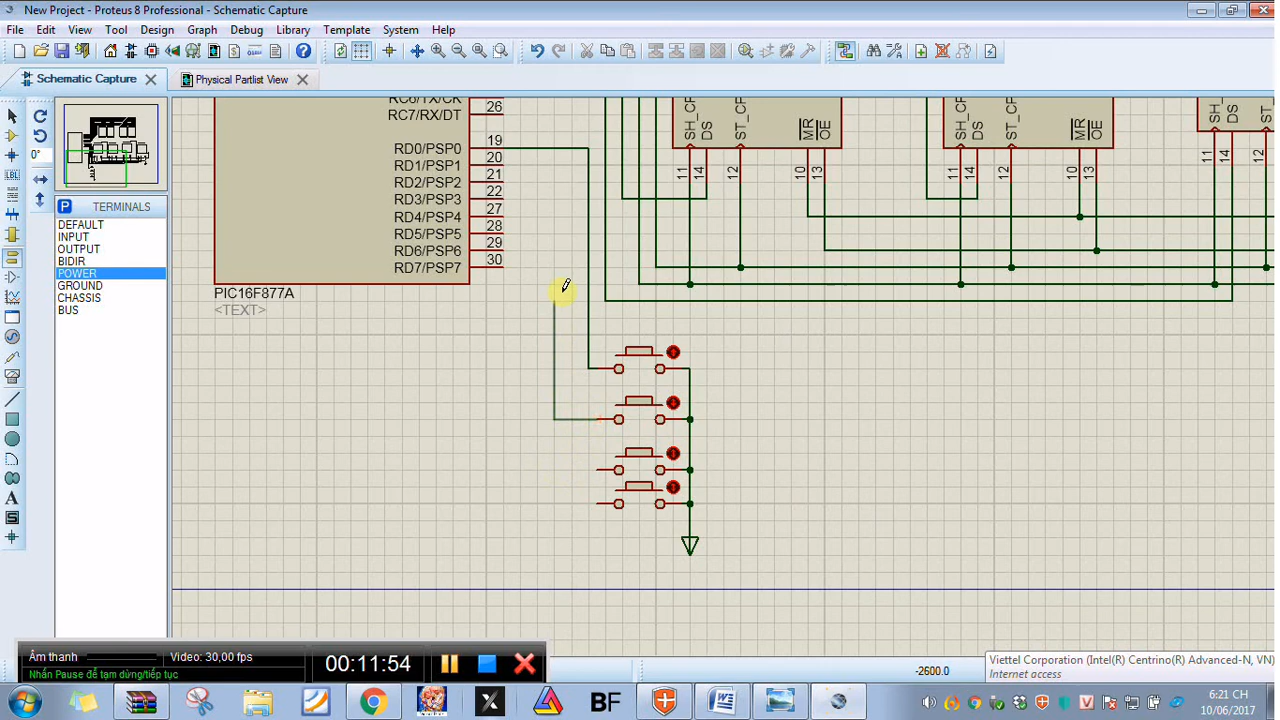 New Project - Proteus 8 Professional - Schematic Capture
File Edit View Tool Design Graph Debug Library Template System Help
Schematic Capture
Physical Partlist View
0°
LBL
P TERMINALS
DEFAULT
INPUT
OUTPUT
BIDIR
POWER
GROUND
CHASSIS
BUS
RC6/TX/CK 26
RC7/RX/DT
RD0/PSP0 19
RD1/PSP1 20
RD2/PSP2 21
RD3/PSP3 22
RD4/PSP4 27
RD5/PSP5 28
RD6/PSP6 29
RD7/PSP7 30
PIC16F877A
<TEXT>
SH_CP
DS
ST_CP
MR
OE
11 14 12 10 13
SH_CP
DS
ST_CP
MR
OE
11 14 12 10 13
SH_CP
DS
11 14 12
Âm thanh Video: 30,00 fps
Nhấn Pause để tạm dừng/tiếp tục
00:11:54
-2600.0
Viettel Corporation (Intel(R) Centrino(R) Advanced-N, VN)
Internet access
X
BF
V
6:21 CH
10/06/2017